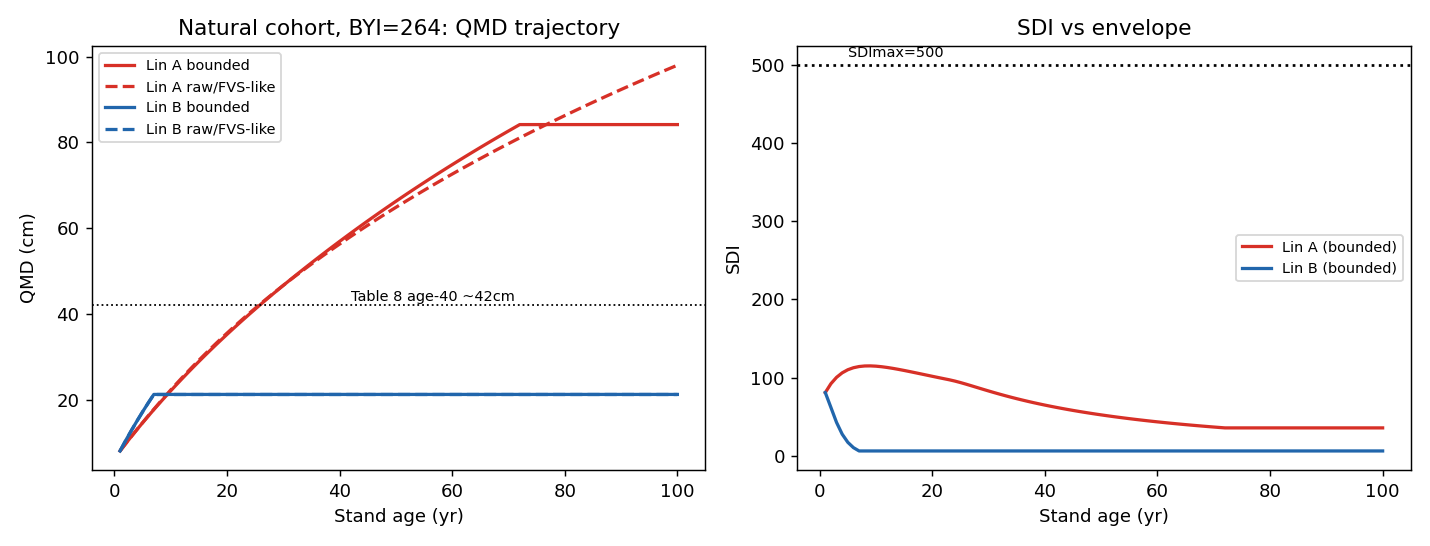 Natural cohort, BYI=264: QMD trajectory
100
80
60
40
20
QMD (cm)
Lin A bounded
Lin A raw/FVS-like
Lin B bounded
Lin B raw/FVS-like
Table 8 age-40 ~42cm
0
20
40
60
80
100
Stand age (yr)
SDI vs envelope
SDImax=500
500
400
300
200
100
0
SDI
Lin A (bounded)
Lin B (bounded)
0
20
40
60
80
100
Stand age (yr)